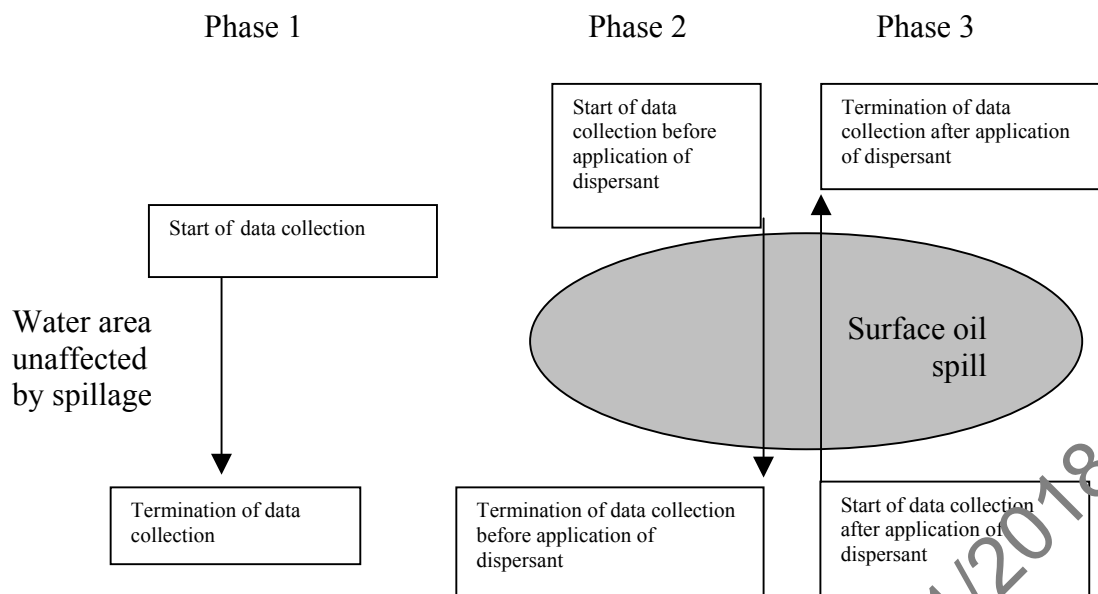 Phase 1
Phase 2
Phase 3
Start of data
collection before
application of
dispersant
Termination of data
collection after application
of dispersant
Start of data collection
Water area
unaffected
by spillage
Surface oil
spill
Termination of data
collection
Termination of data collection
before application of
dispersant
Start of data collection
after application of
dispersant
1/2018